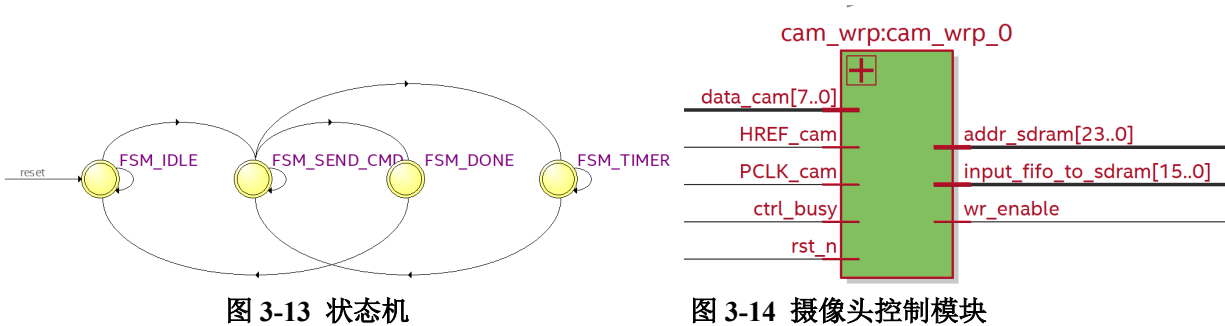 reset
FSM_IDLE
FSM_SEND_CMD
FSM_DONE
FSM_TIMER
图 3-13 状态机
cam_wrp:cam_wrp_0
data_cam[7..0]
HREF_cam
PCLK_cam
ctrl_busy
rst_n
addr_sdram[23..0]
input_fifo_to_sdram[15..0]
wr_enable
图 3-14 摄像头控制模块